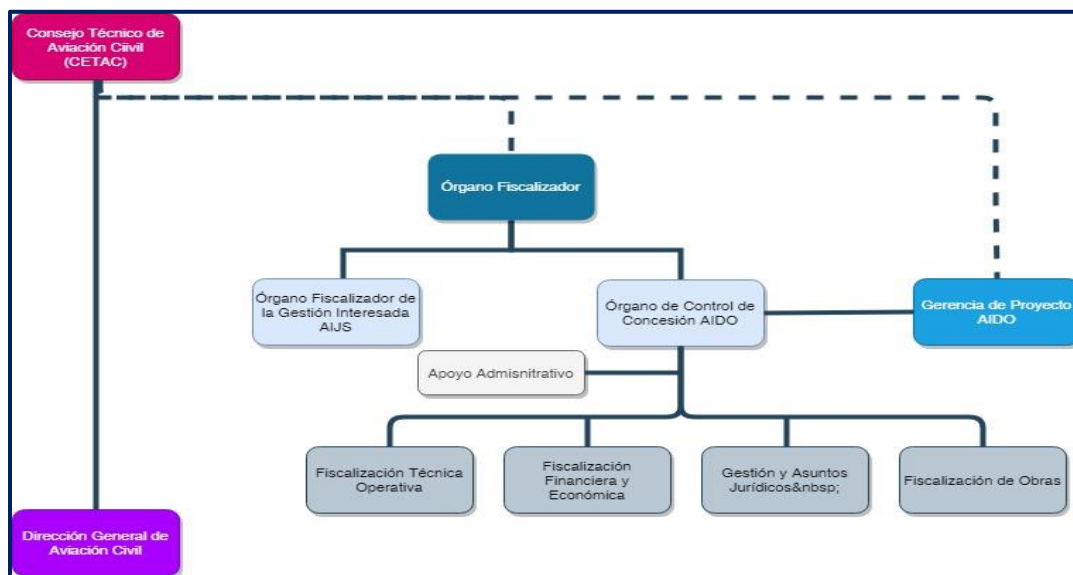 Consejo Técnico de
Aviación Ciivil
(CETAC)
Órgano Fiscalizador
Órgano Fiscalizador de
la Gestión Interesada
AIJS
Órgano de Control de
Concesión AIDO
Gerencia de Proyecto
AIDO
Apoyo Admisnitrativo
Fiscalización Técnica
Operativa
Fiscalización
Financiera y
Económica
Gestión y Asuntos
Jurídicos&nbsp;
Fiscalización de Obras
Dirección General de
Aviación Civil